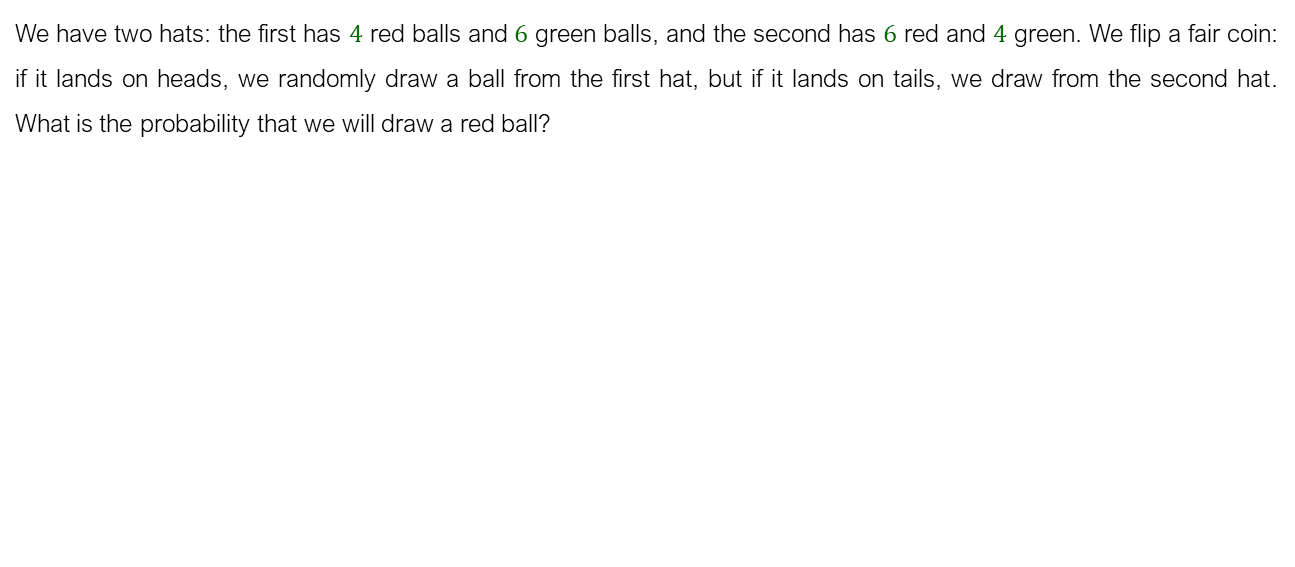 We have two hats: the first has 4 red balls and 6 green balls, and the second has 6 red and 4 green. We flip a fair coin:
if it lands on heads, we randomly draw a ball from the first hat, but if it lands on tails, we draw from the second hat.
What is the probability that we will draw a red ball?